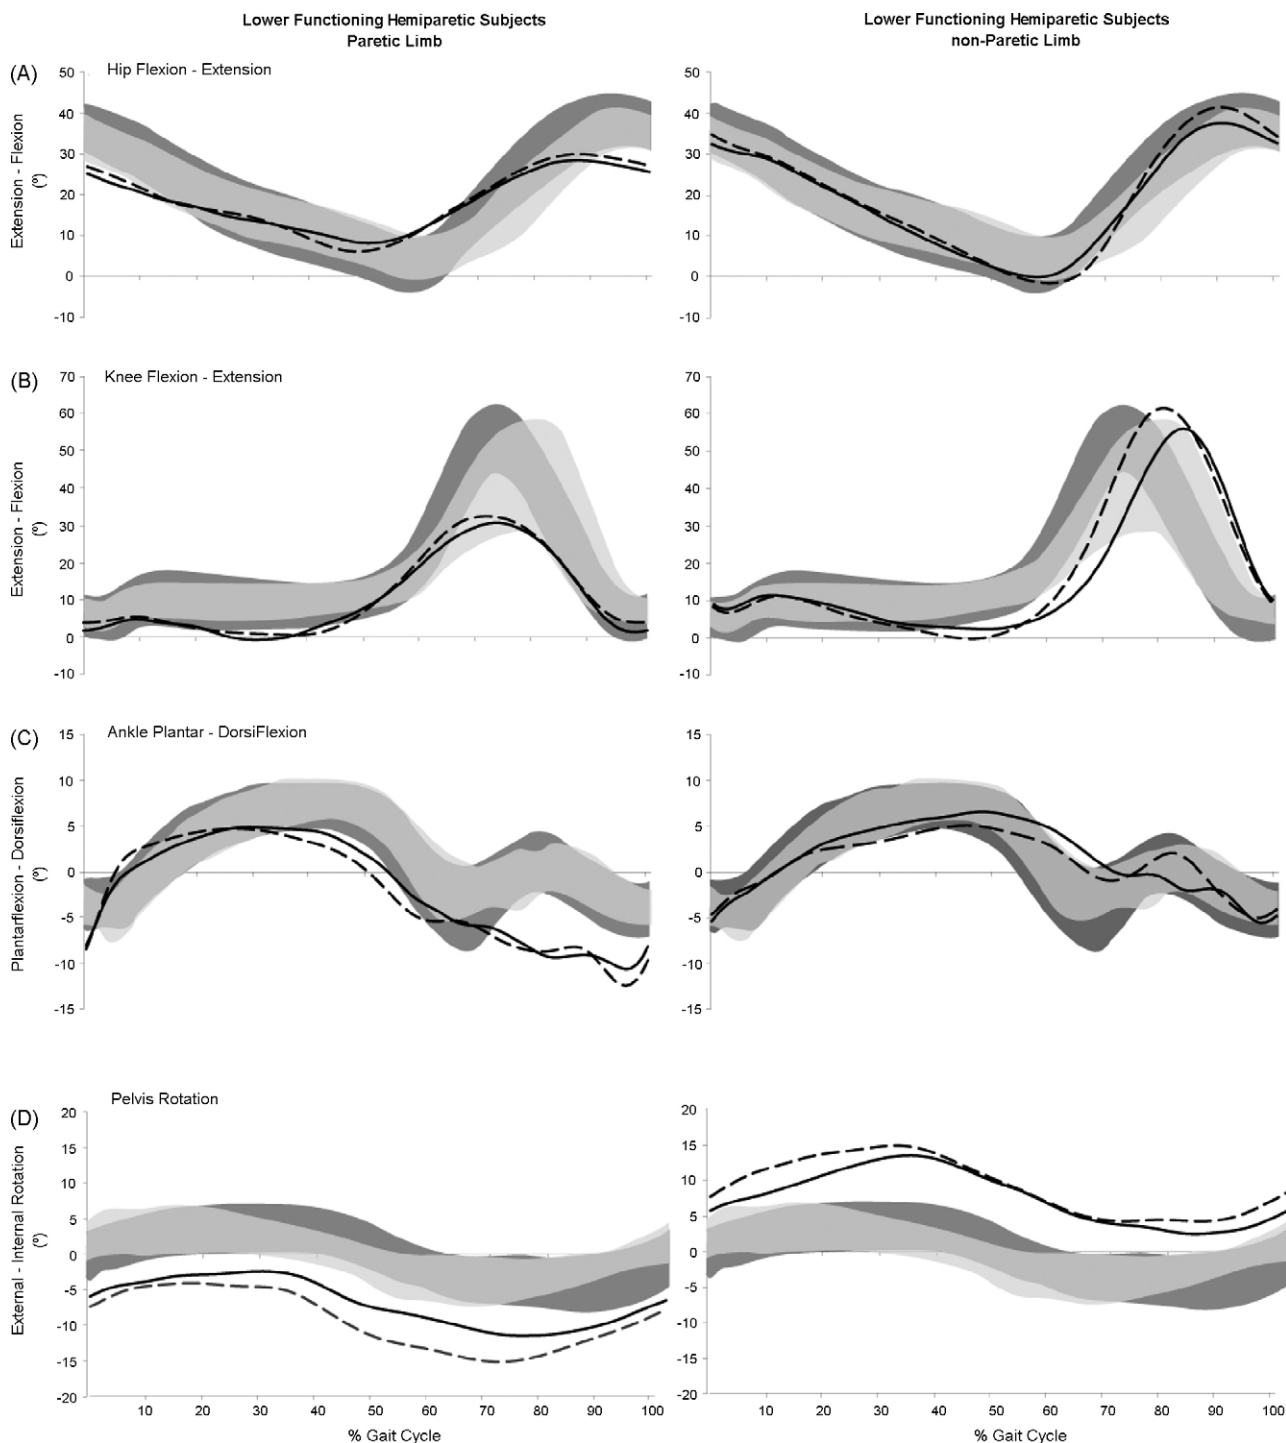 Lower Functioning Hemiparetic Subjects
Paretic Limb
Lower Functioning Hemiparetic Subjects
non-Paretic Limb
(A)
Hip Flexion - Extension
Extension - Flexion
(º)
50
40
30
20
10
0
-10
50
40
30
20
10
0
-10
(B)
Knee Flexion - Extension
Extension - Flexion
(º)
70
60
50
40
30
20
10
0
-10
70
60
50
40
30
20
10
0
-10
(C)
Ankle Plantar - DorsiFlexion
Plantarflexion - Dorsiflexion
(º)
15
10
5
0
-5
-10
-15
15
10
5
0
-5
-10
-15
(D)
Pelvis Rotation
External - Internal Rotation
(º)
20
15
10
5
0
-5
-10
-15
-20
10 20 30 40 50 60 70 80 90 100
% Gait Cycle
20
15
10
5
0
-5
-10
-15
-20
10 20 30 40 50 60 70 80 90 100
% Gait Cycle